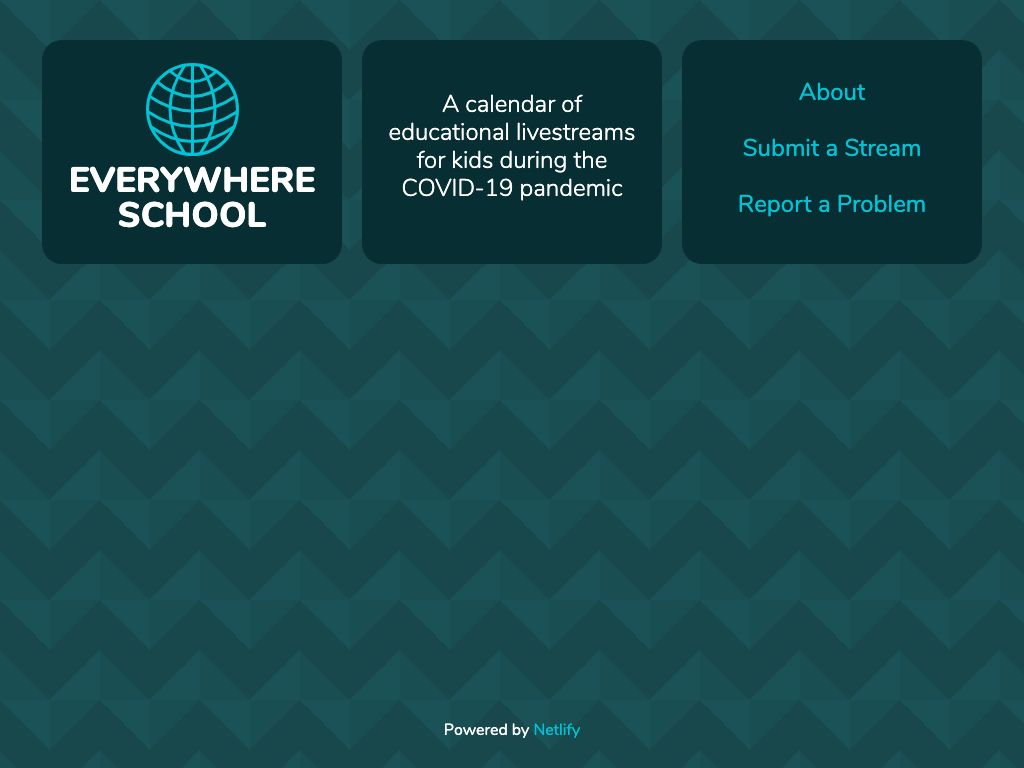 EVERYWHERE
SCHOOL
A calendar of
educational livestreams
for kids during the
COVID-19 pandemic
About
Submit a Stream
Report a Problem
Powered by Netlify